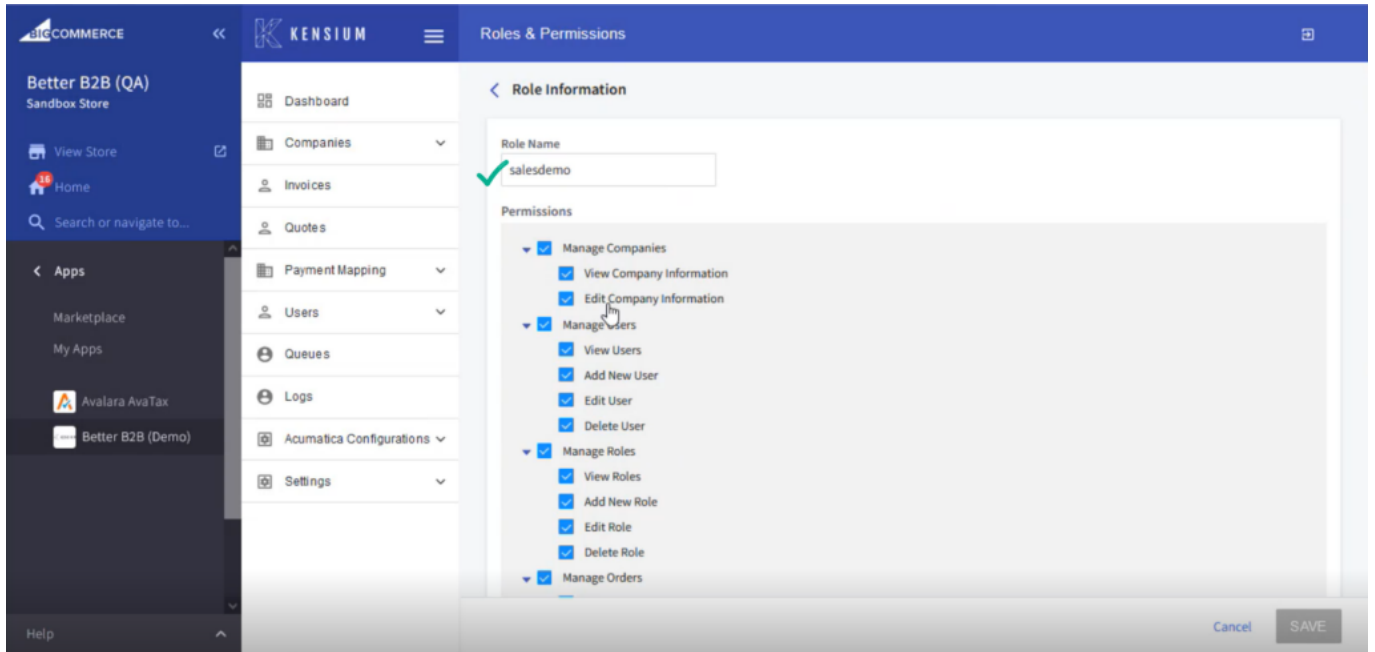 BIGCOMMERCE
Better B2B (QA)
Sandbox Store
View Store
16
Home
Search or navigate to...
Apps
Marketplace
My Apps
Avalara AvaTax
Better B2B (Demo)
Help
KENSIUM
Dashboard
Companies
Invoices
Quotes
Payment Mapping
Users
Queues
Logs
Acumatica Configurations
Settings
Roles & Permissions
Role Information
Role Name
salesdemo
Permissions
Manage Companies
View Company Information
Edit Company Information
Manage Users
View Users
Add New User
Edit User
Delete User
Manage Roles
View Roles
Add New Role
Edit Role
Delete Role
Manage Orders
Cancel
SAVE